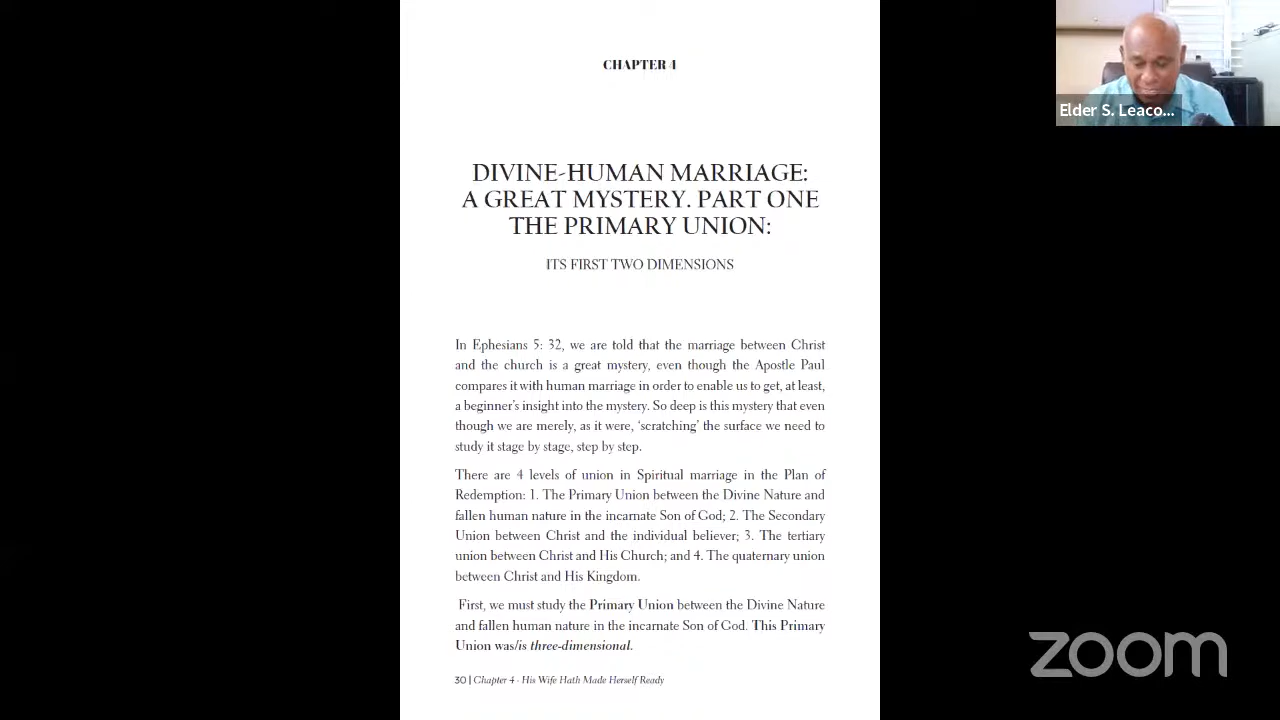 CHAPTER 4
DIVINE-HUMAN MARRIAGE:
A GREAT MYSTERY. PART ONE
THE PRIMARY UNION:
ITS FIRST TWO DIMENSIONS
In Ephesians 5: 32, we are told that the marriage between Christ
and the church is a great mystery, even though the Apostle Paul
compares it with human marriage in order to enable us to get, at least,
a beginner's insight into the mystery. So deep is this mystery that even
though we are merely, as it were, 'scratching' the surface we need to
study it stage by stage, step by step.
There are 4 levels of union in Spiritual marriage in the Plan of
Redemption: 1. The Primary Union between the Divine Nature and
fallen human nature in the incarnate Son of God; 2. The Secondary
Union between Christ and the individual believer; 3. The tertiary
union between Christ and His Church; and 4. The quaternary union
between Christ and His Kingdom.
First, we must study the Primary Union between the Divine Nature
and fallen human nature in the incarnate Son of God. This Primary
Union was/is three-dimensional.
30 | Chapter 4 - His Wife Hath Made Herself Ready
Elder S. Leaco...
zoom